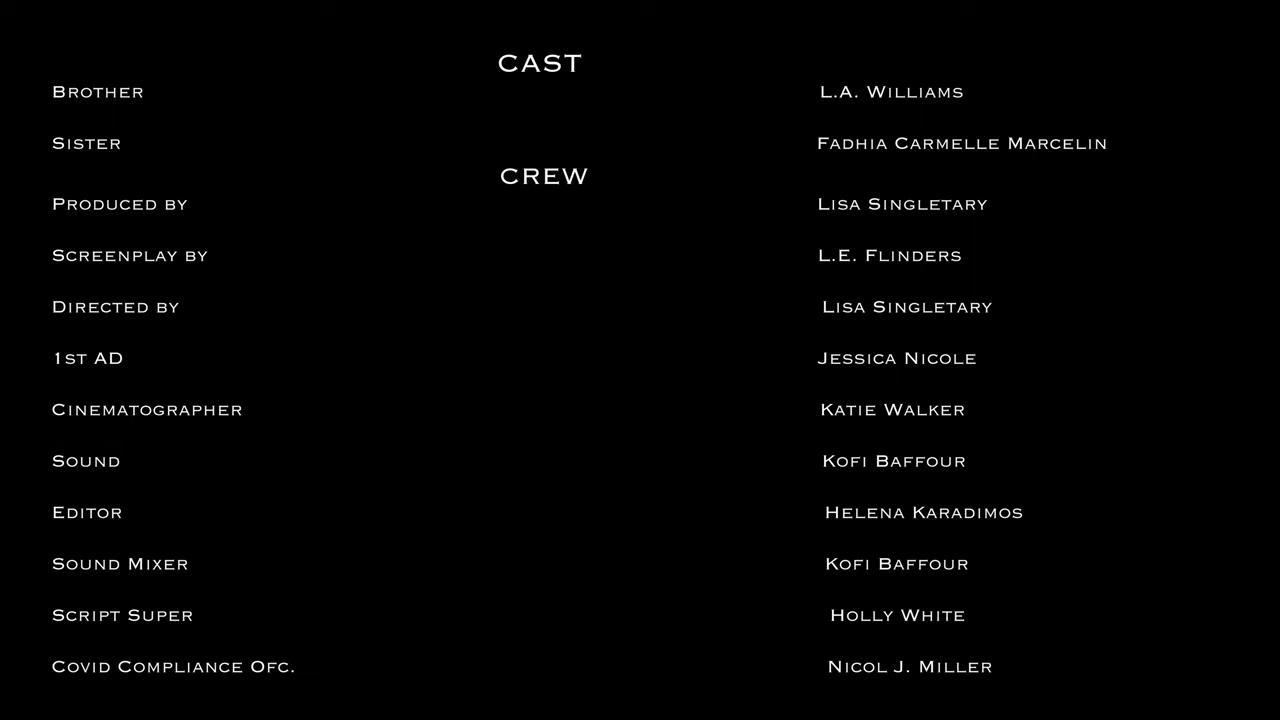 CAST
Brother L.A. Williams
Sister Fadhia Carmelle Marcelin
CREW
Produced by Lisa Singletary
Screenplay by L.E. Flinders
Directed by Lisa Singletary
1st AD Jessica Nicole
Cinematographer Katie Walker
Sound Kofi Baffour
Editor Helena Karadimos
Sound Mixer Kofi Baffour
Script Super Holly White
Covid Compliance Ofc. Nicol J. Miller